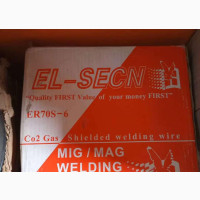 EL-SECN
"Quality FIRST Value of your money FIRST"
ER70S-6
Co2 Gas Shielded welding wire
MIG/MAG
WELDING